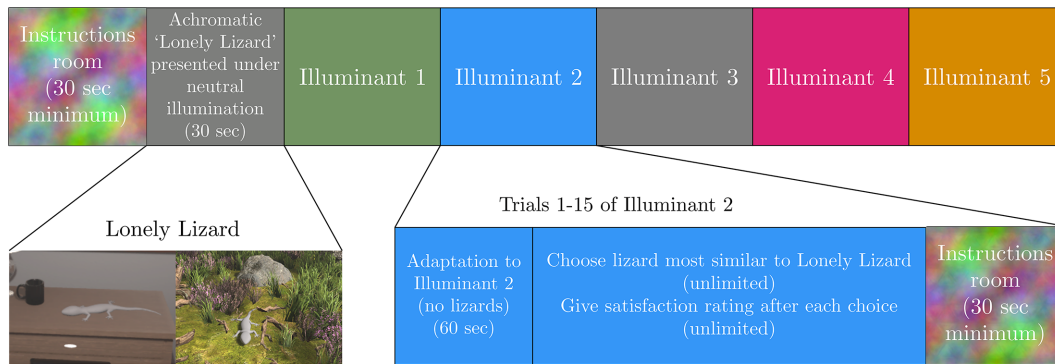 Instructions
room
(30 sec
minimum)
Achromatic
‘Lonely Lizard’
presented under
neutral
illumination
(30 sec)
Illuminant 1
Illuminant 2
Illuminant 3
Illuminant 4
Illuminant 5
Lonely Lizard
Trials 1-15 of Illuminant 2
Adaptation to
Illuminant 2
(no lizards)
(60 sec)
Choose lizard most similar to Lonely Lizard
(unlimited)
Give satisfaction rating after each choice
(unlimited)
Instructions
room
(30 sec
minimum)